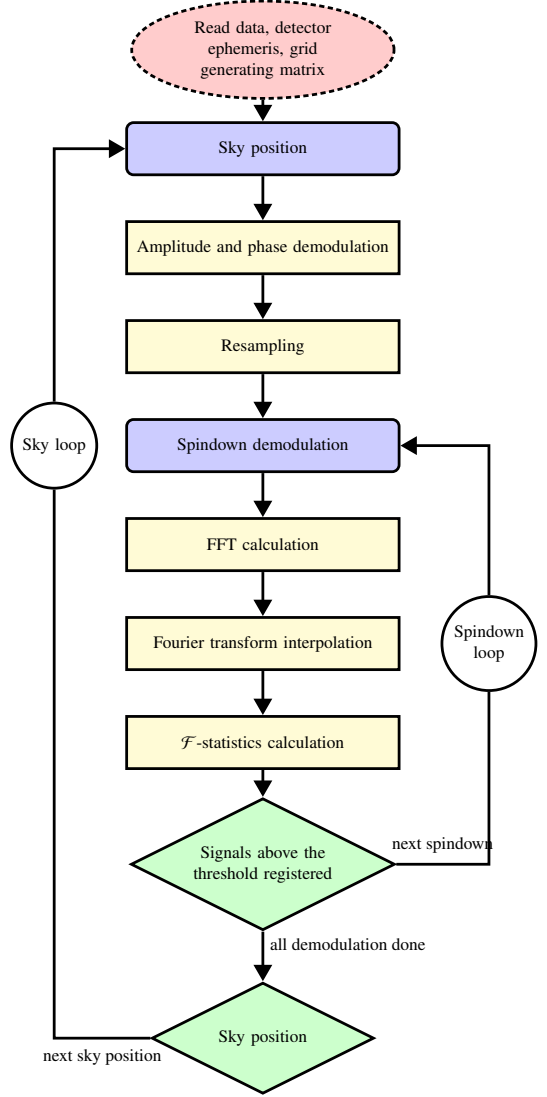 Read data, detector
ephemeris, grid
generating matrix
Sky position
Amplitude and phase demodulation
Resampling
Sky loop
Spindown demodulation
FFT calculation
Spindown
loop
Fourier transform interpolation
ℱ-statistics calculation
next spindown
Signals above the
threshold registered
all demodulation done
Sky position
next sky position